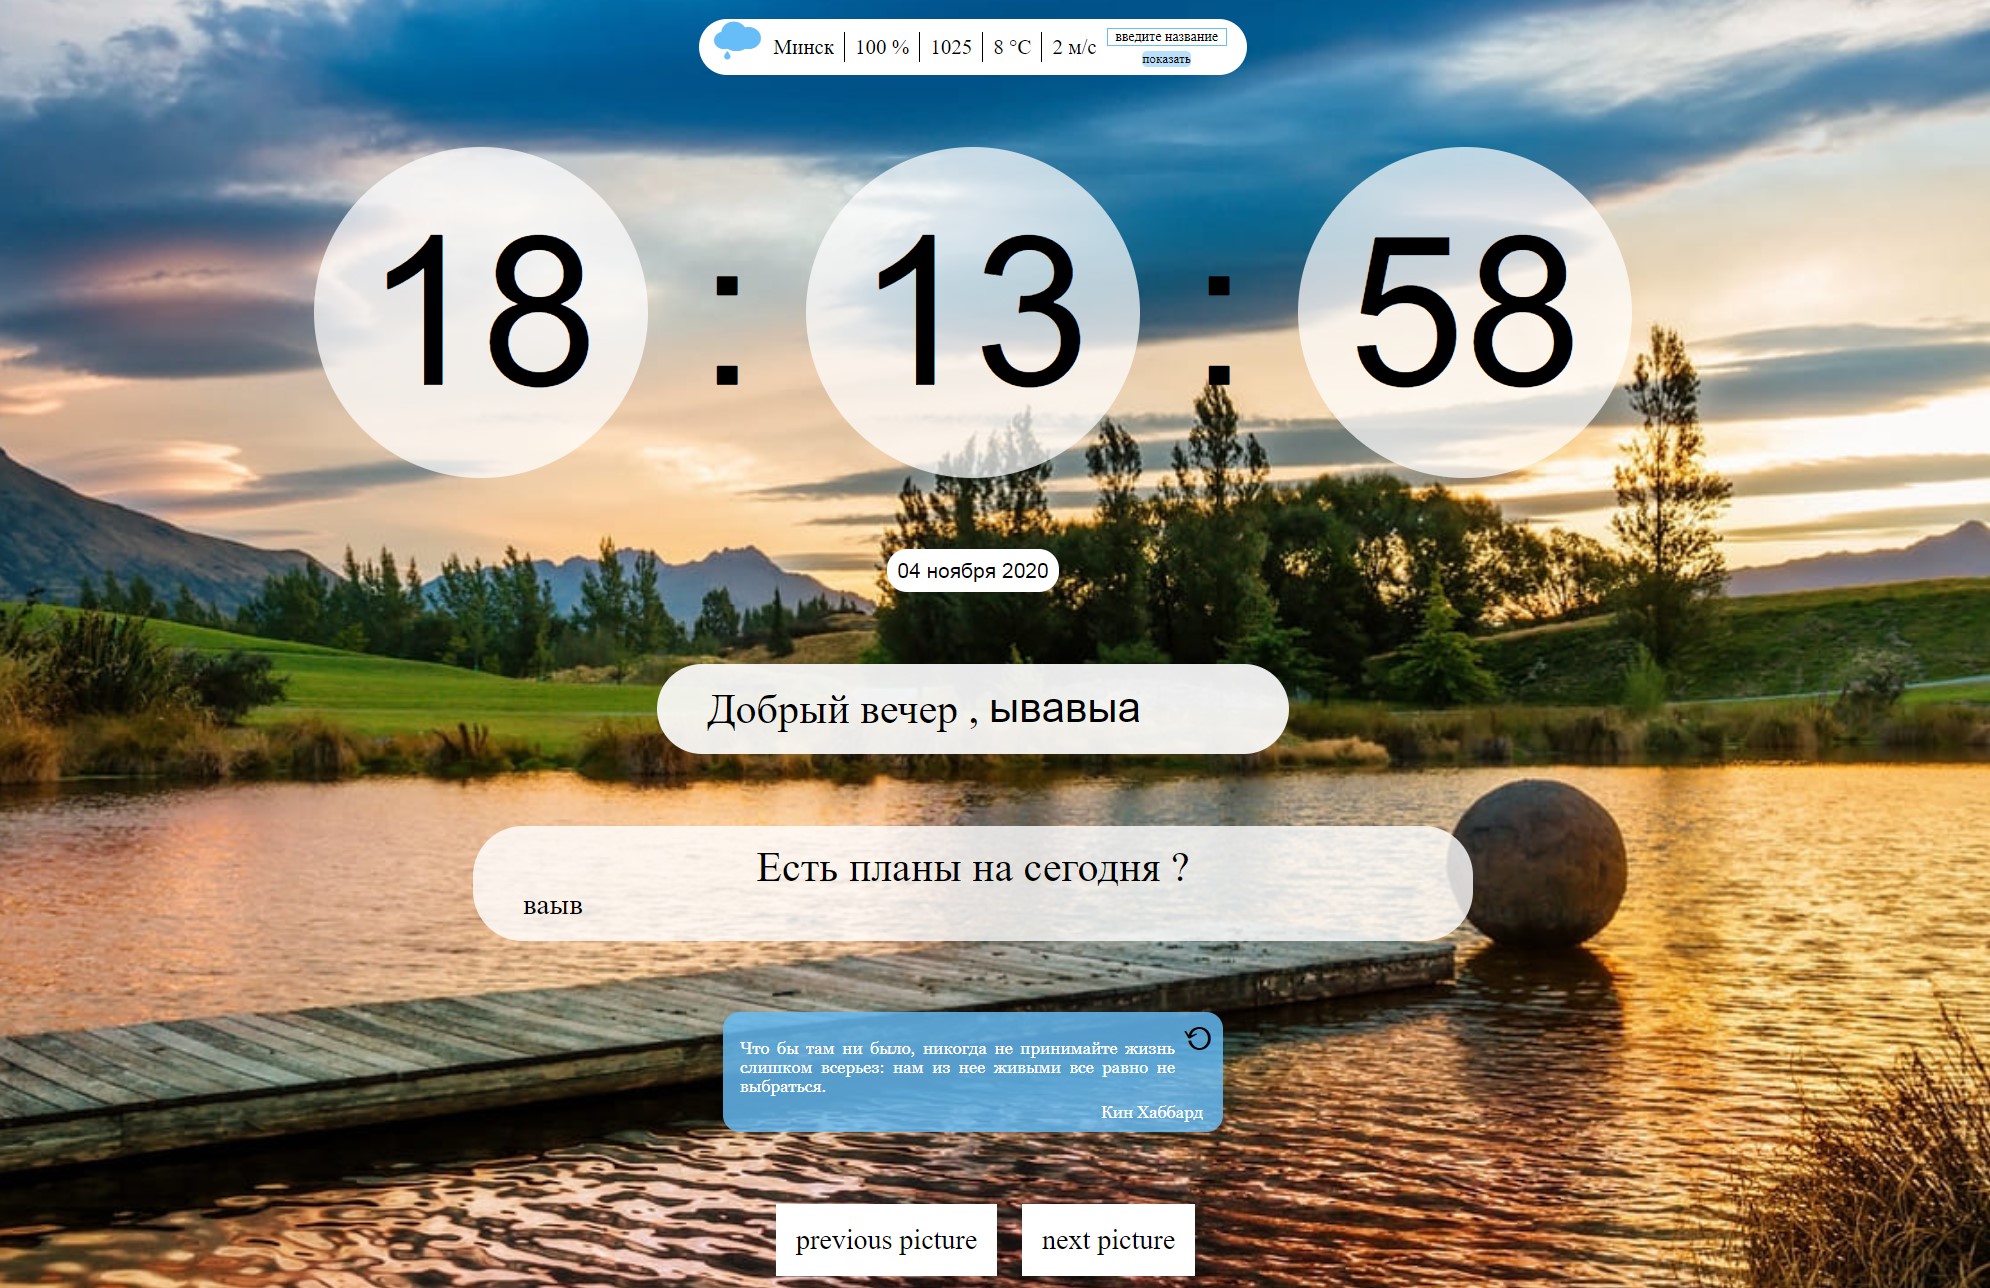 Минск 100 % 1025 8 °C 2 м/с введите название
показать
18 : 13 : 58
04 ноября 2020
Добрый вечер , ывавыа
Есть планы на сегодня ?
ваыв
Что бы там ни было, никогда не принимайте жизнь
слишком всерьез: нам из нее живыми все равно не
выбраться.
Кин Хаббард
previous picture next picture